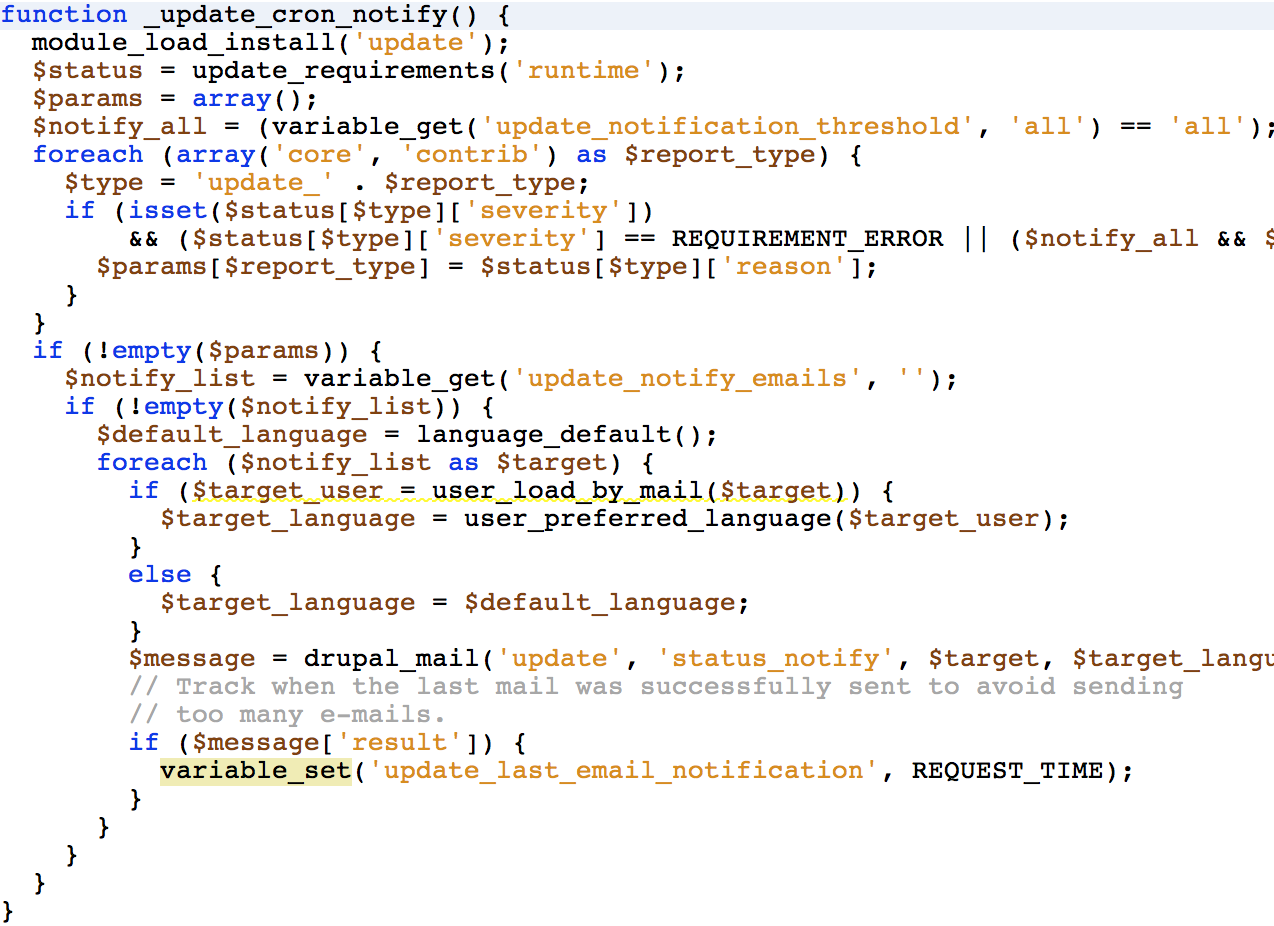 function _update_cron_notify() {
  module_load_install('update');
  $status = update_requirements('runtime');
  $params = array();
  $notify_all = (variable_get('update_notification_threshold', 'all') == 'all');
  foreach (array('core', 'contrib') as $report_type) {
    $type = 'update_' . $report_type;
    if (isset($status[$type]['severity'])
        && ($status[$type]['severity'] == REQUIREMENT_ERROR || ($notify_all && $
      $params[$report_type] = $status[$type]['reason'];
    }
  }
  if (!empty($params)) {
    $notify_list = variable_get('update_notify_emails', '');
    if (!empty($notify_list)) {
      $default_language = language_default();
      foreach ($notify_list as $target) {
        if ($target_user = user_load_by_mail($target)) {
          $target_language = user_preferred_language($target_user);
        }
        else {
          $target_language = $default_language;
        }
        $message = drupal_mail('update', 'status_notify', $target, $target_langu
        // Track when the last mail was successfully sent to avoid sending
        // too many e-mails.
        if ($message['result']) {
          variable_set('update_last_email_notification', REQUEST_TIME);
        }
      }
    }
  }
}